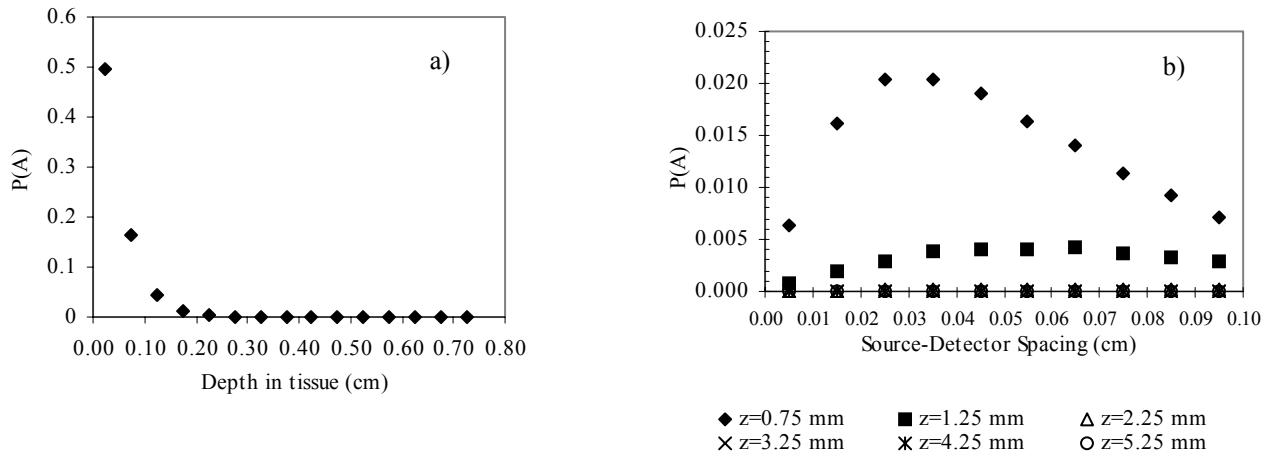 a)
0.6
0.5
0.4
0.3
0.2
0.1
0
P(A)
0.00 0.10 0.20 0.30 0.40 0.50 0.60 0.70 0.80
Depth in tissue (cm)
b)
0.025
0.020
0.015
0.010
0.005
0.000
P(A)
0.00 0.01 0.02 0.03 0.04 0.05 0.06 0.07 0.08 0.09 0.10
Source-Detector Spacing (cm)
z=0.75 mm z=1.25 mm z=2.25 mm
z=3.25 mm z=4.25 mm z=5.25 mm